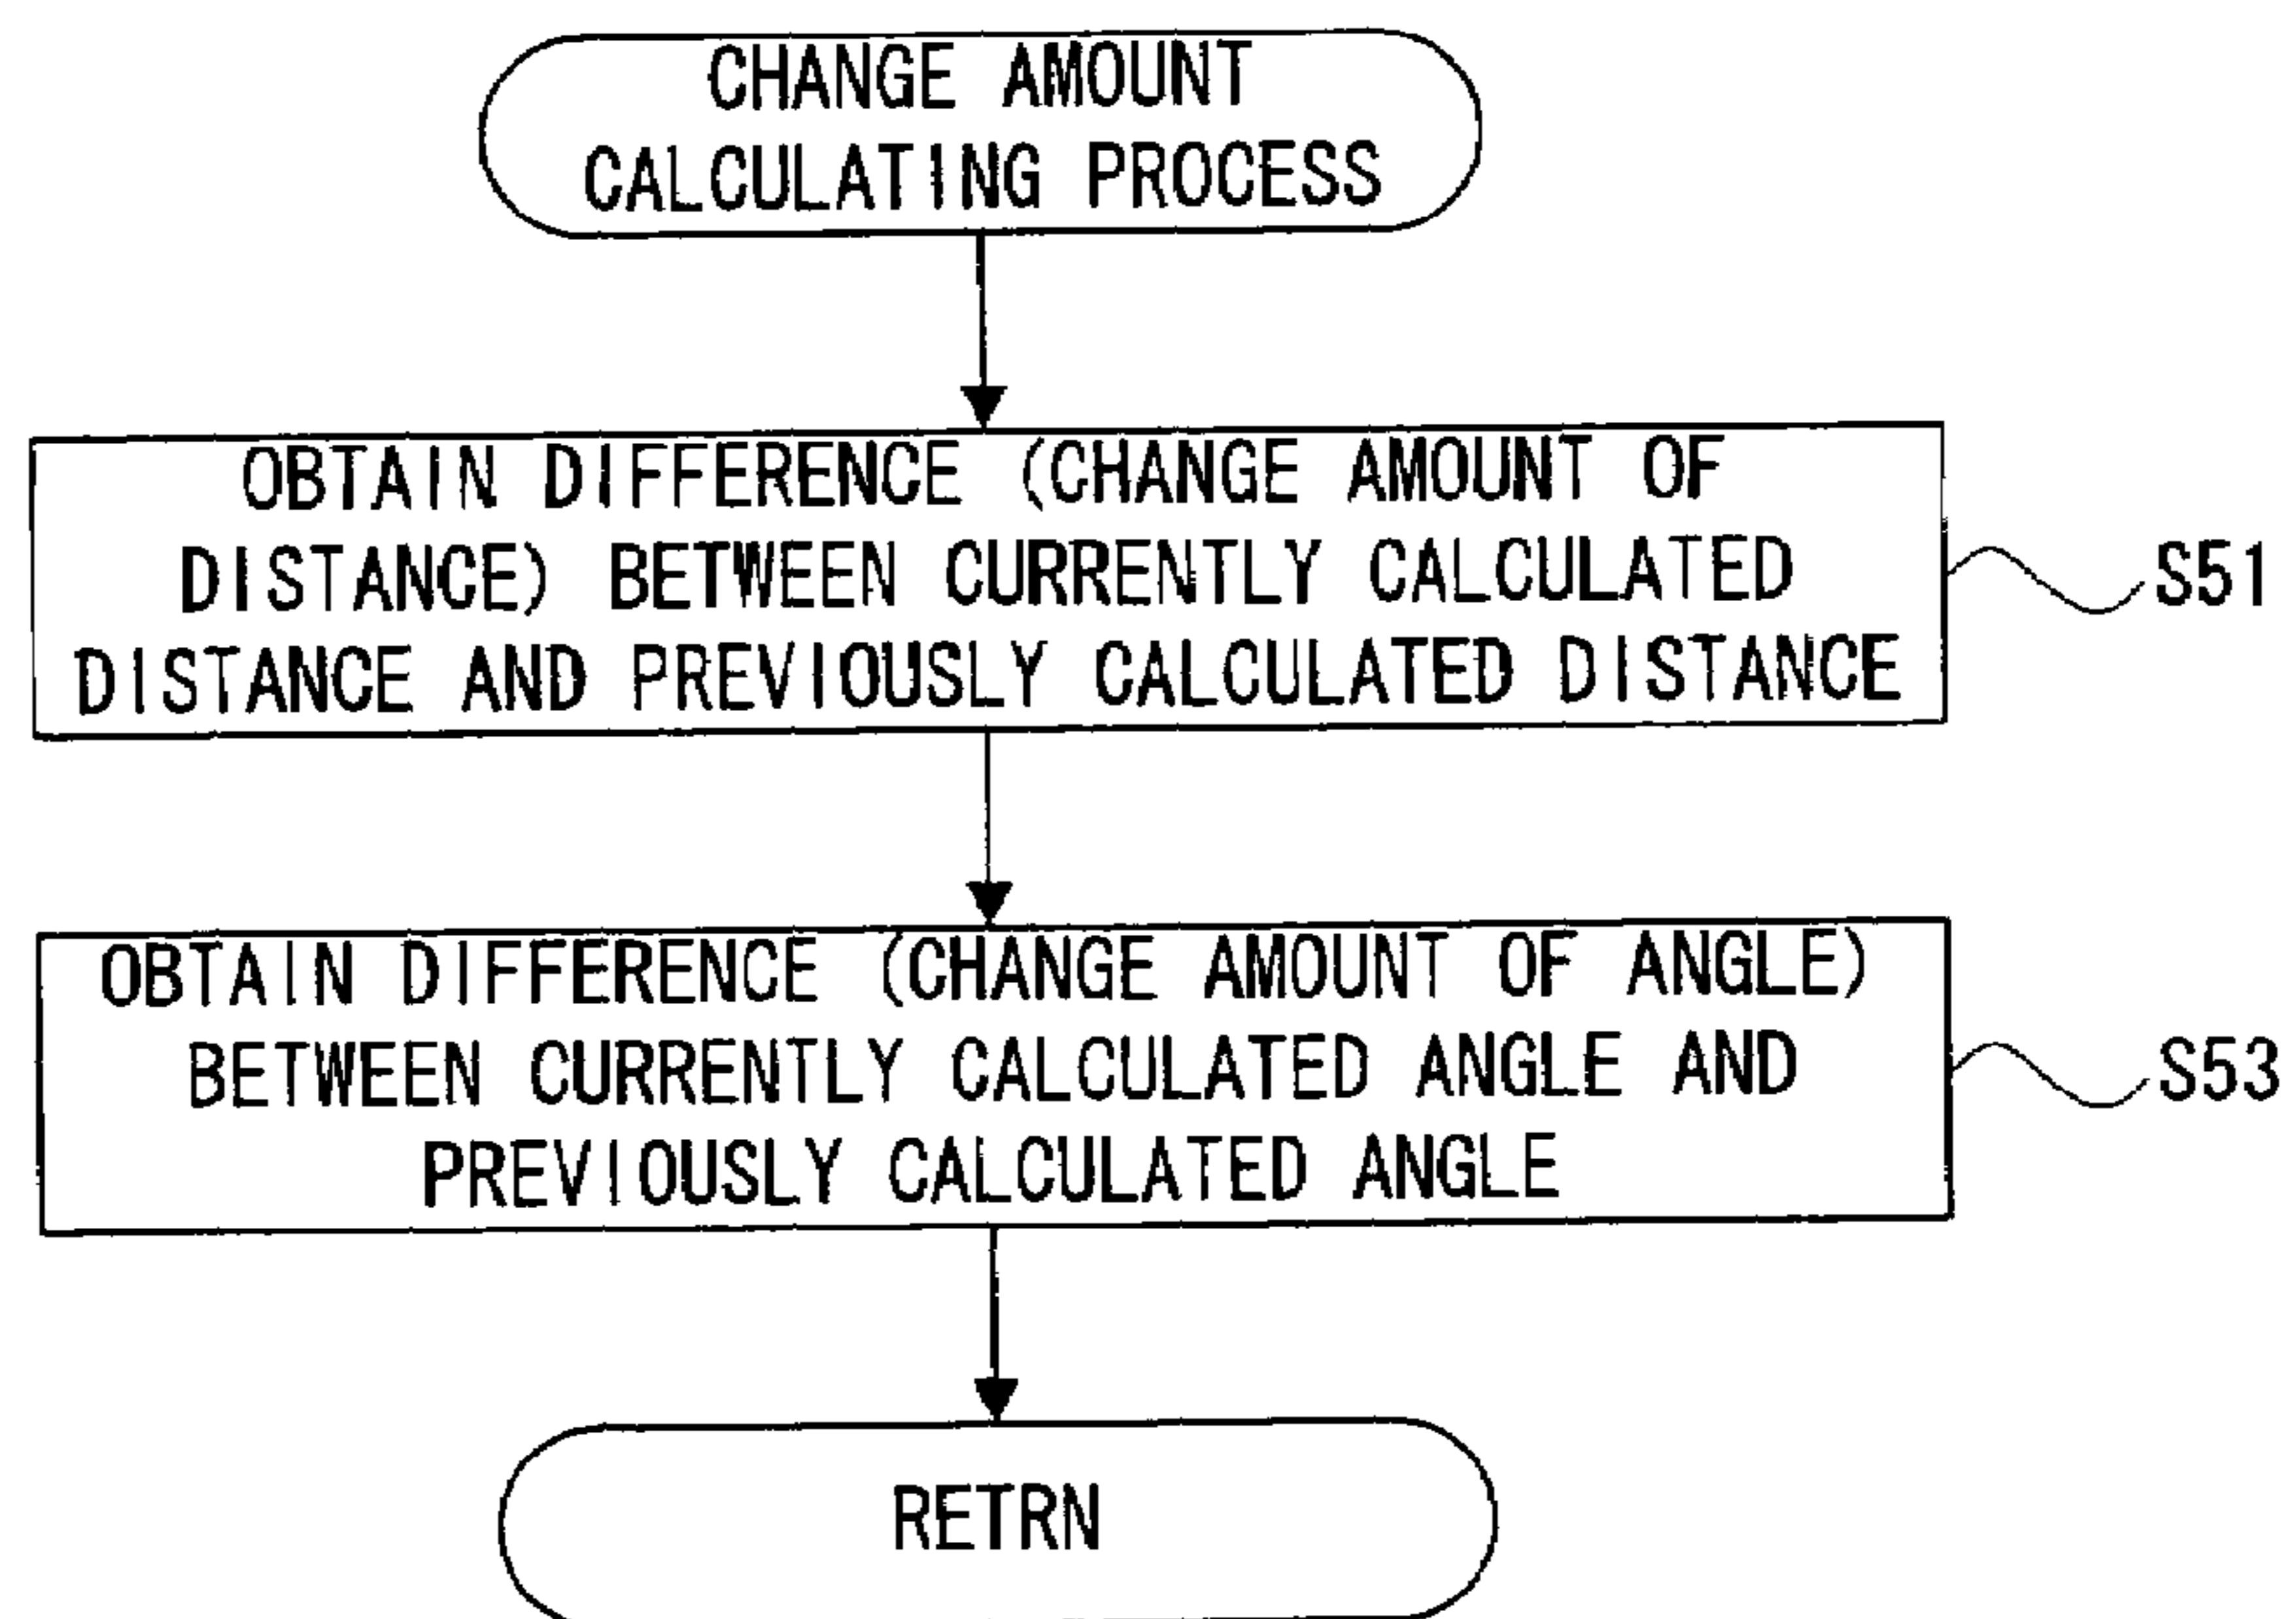 CHANGE AMOUNT
CALCULATING PROCESS
OBTAIN DIFFERENCE (CHANGE AMOUNT OF
DISTANCE) BETWEEN CURRENTLY CALCULATED
DISTANCE AND PREVIOUSLY CALCULATED DISTANCE
S51
OBTAIN DIFFERENCE (CHANGE AMOUNT OF ANGLE)
BETWEEN CURRENTLY CALCULATED ANGLE AND
PREVIOUSLY CALCULATED ANGLE
S53
RETRN